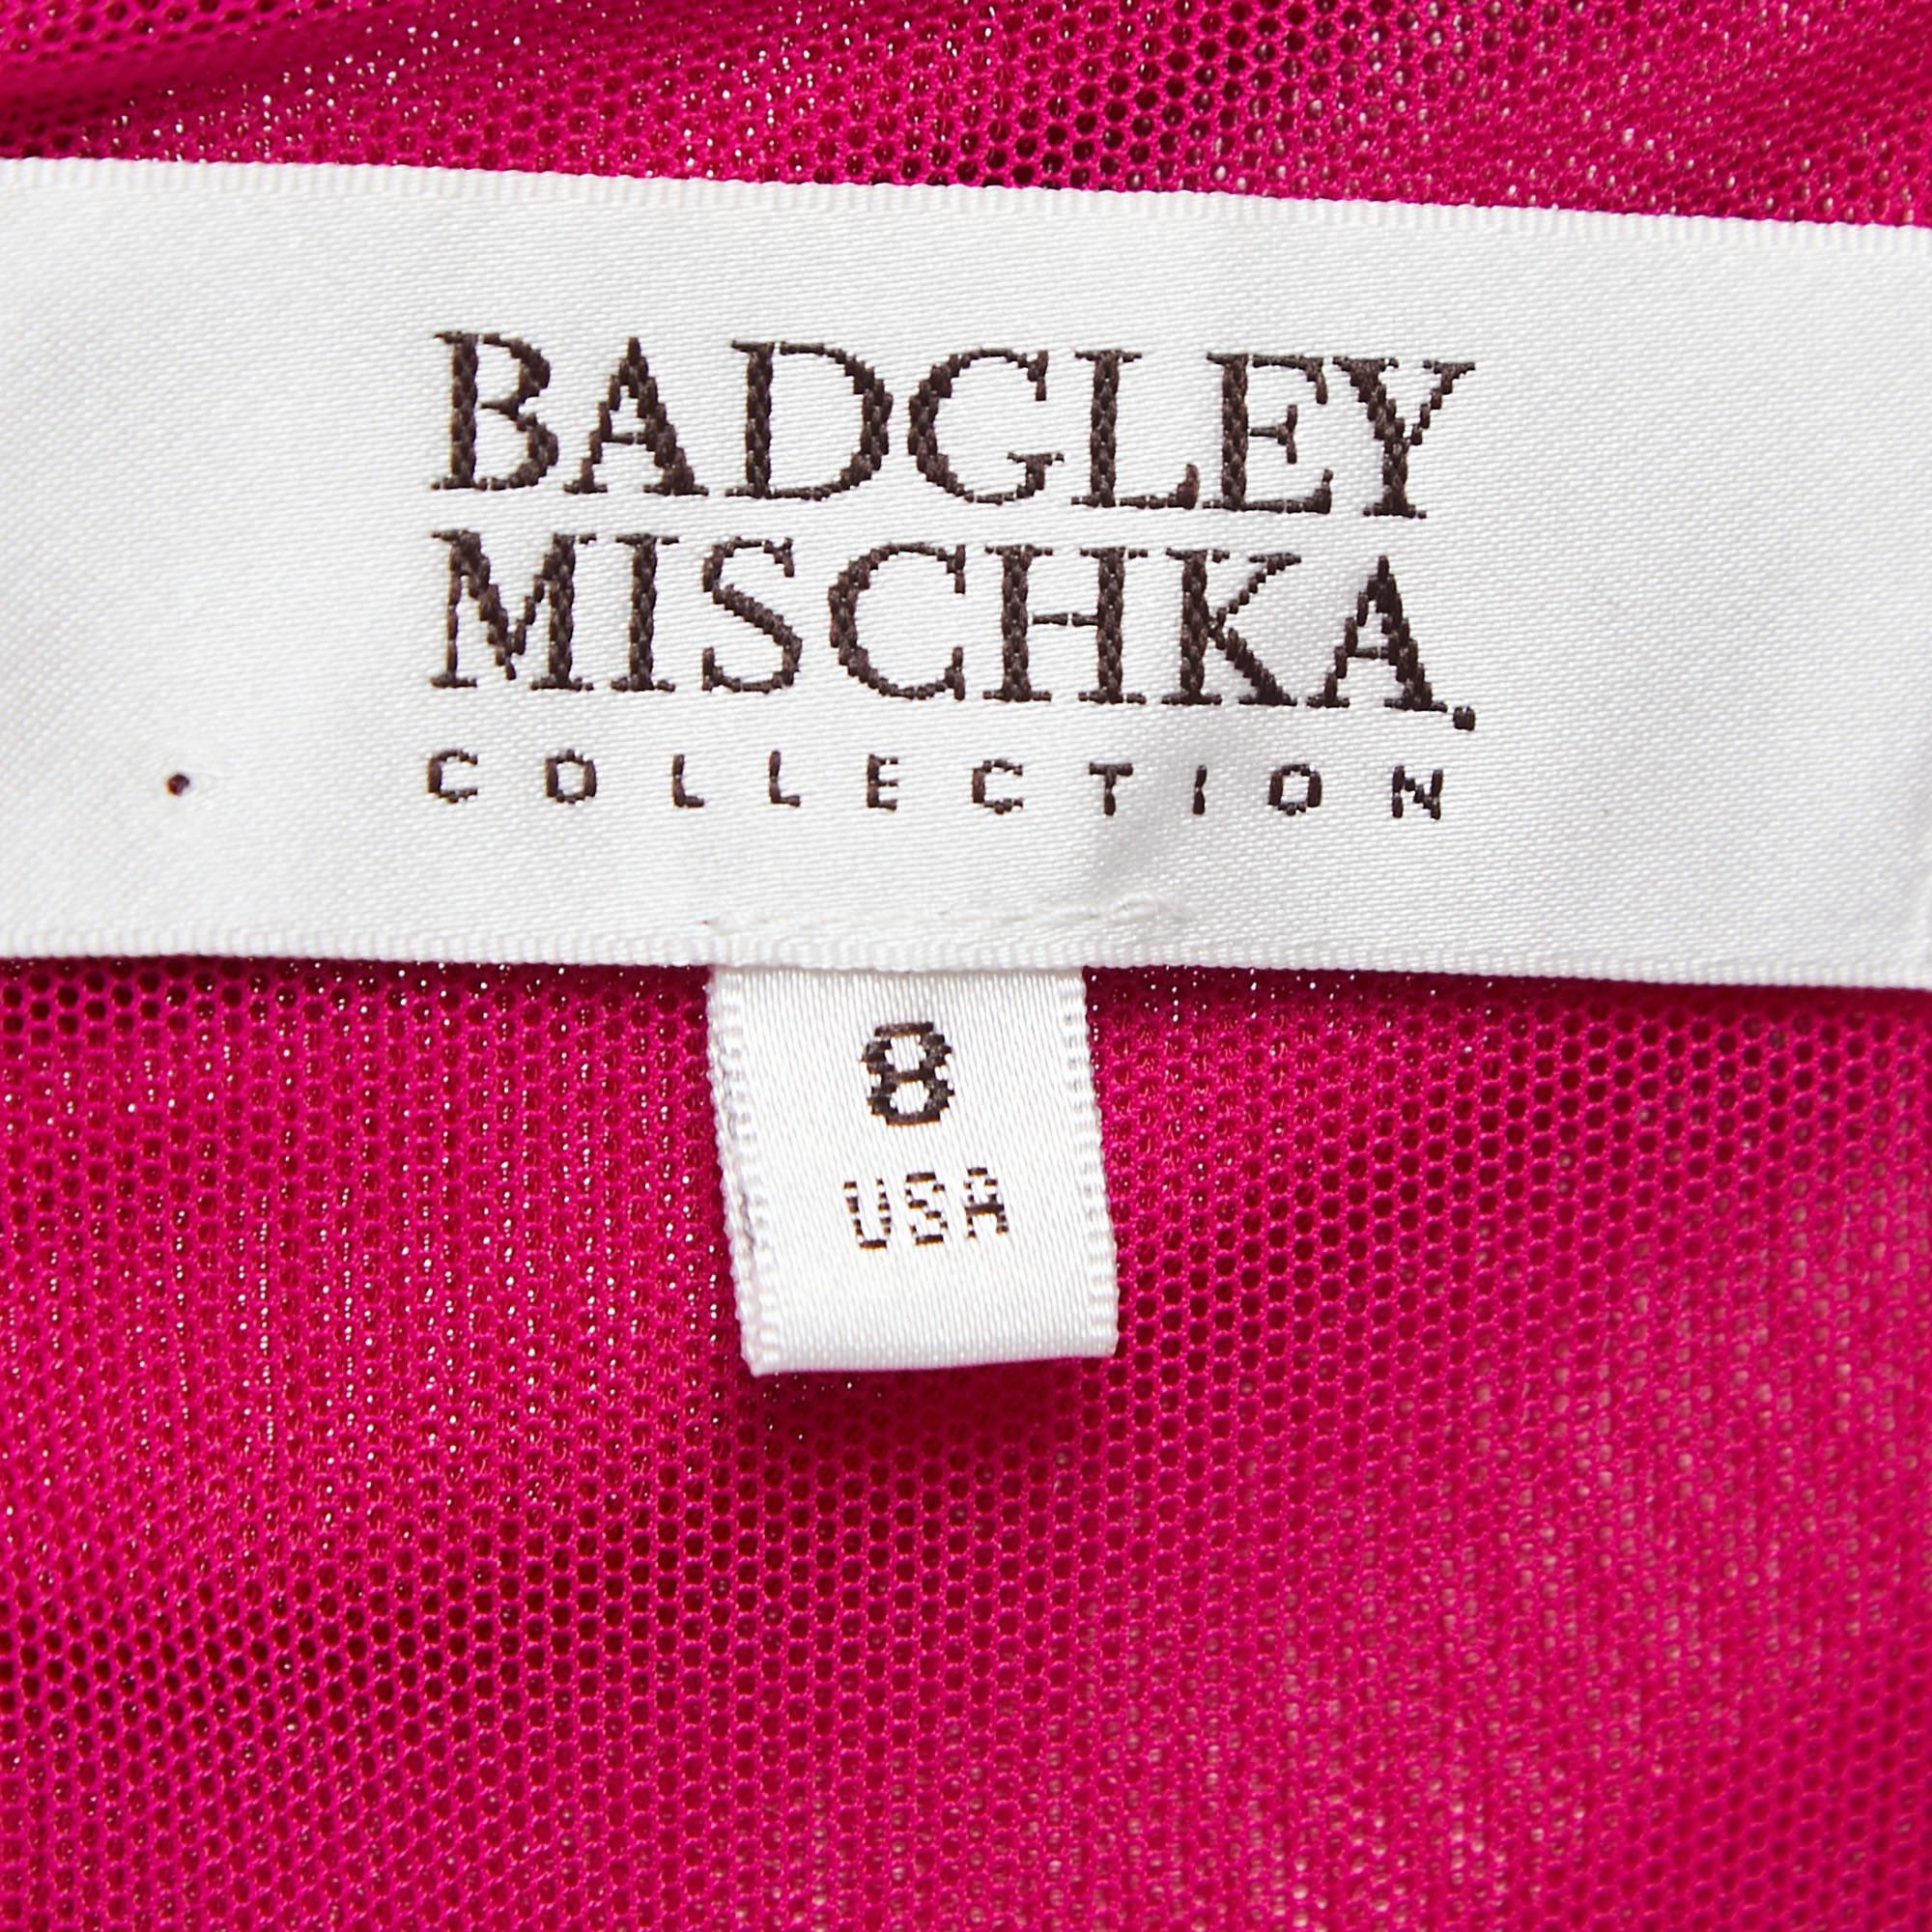 BADGLEY
MISCHKA.
COLLECTION
8
USA